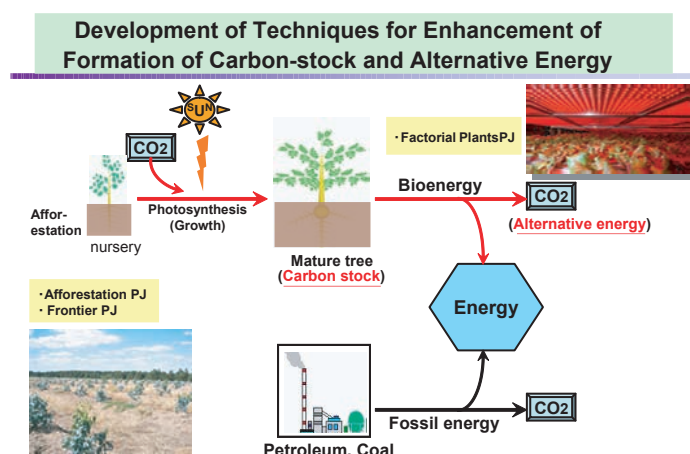 Development of Techniques for Enhancement of
Formation of Carbon-stock and Alternative Energy
SUN
CO2
・Factorial PlantsPJ
Bioenergy
CO2
(Alternative energy)
Affor-
estation
nursery
Photosynthesis
(Growth)
Mature tree
(Carbon stock)
・Afforestation PJ
・Frontier PJ
Energy
Fossil energy
CO2
Petroleum, Coal